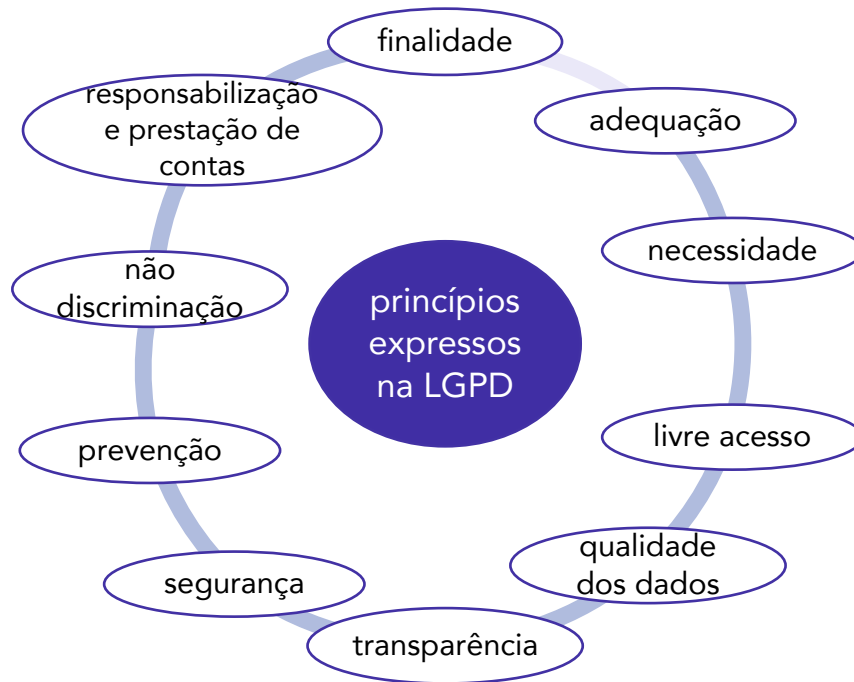 finalidade
adequação
necessidade
livre acesso
qualidade
dos dados
transparência
segurança
prevenção
não
discriminação
responsabilização
e prestação de
contas
princípios
expressos
na LGPD